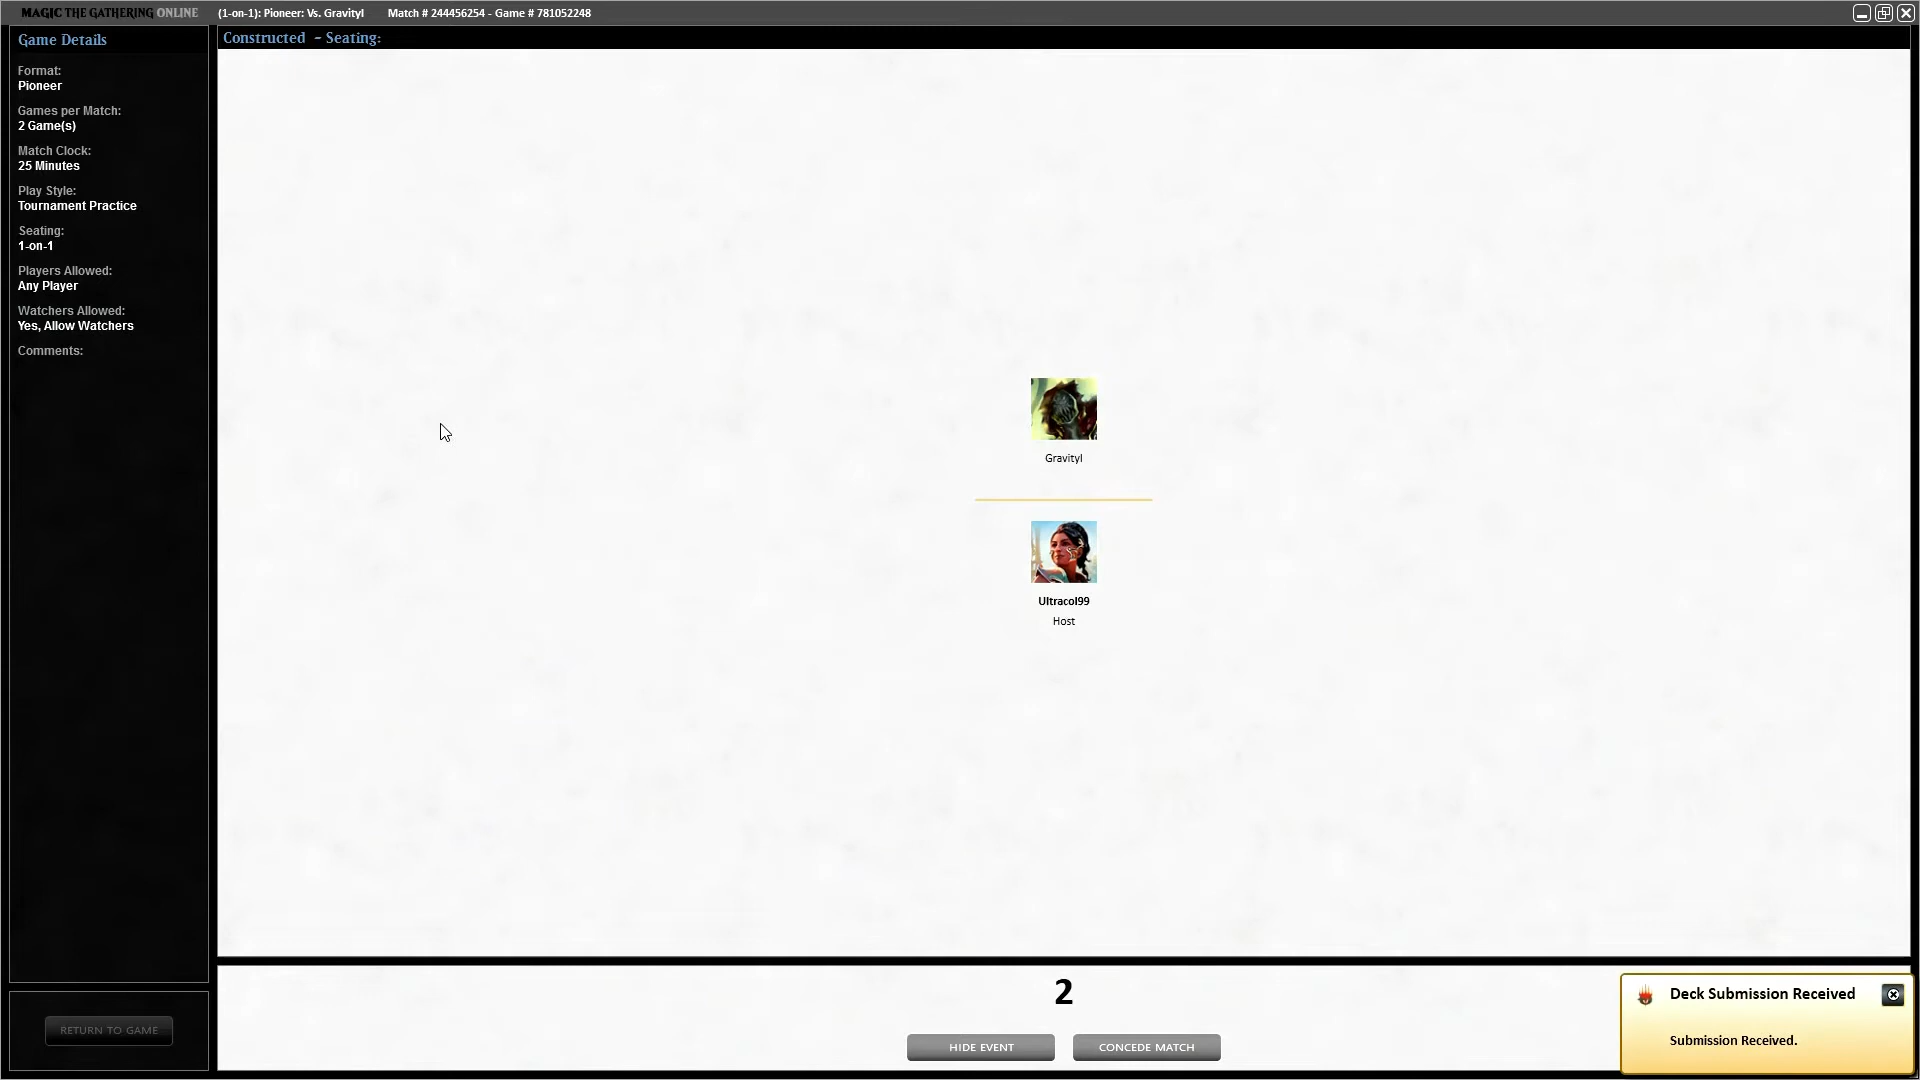 MAGIC THE GATHERING ONLINE (1-on-1): Pioneer: Vs. Gravityl Match # 244456254 - Game # 781052248
Game Details
Format:
Pioneer
Games per Match:
2 Game(s)
Match Clock:
25 Minutes
Play Style:
Tournament Practice
Seating:
1-on-1
Players Allowed:
Any Player
Watchers Allowed:
Yes, Allow Watchers
Comments:
RETURN TO GAME
Constructed - Seating:
Gravityl
Ultracol99
Host
2
HIDE EVENT CONCEDE MATCH
Deck Submission Received
Submission Received.